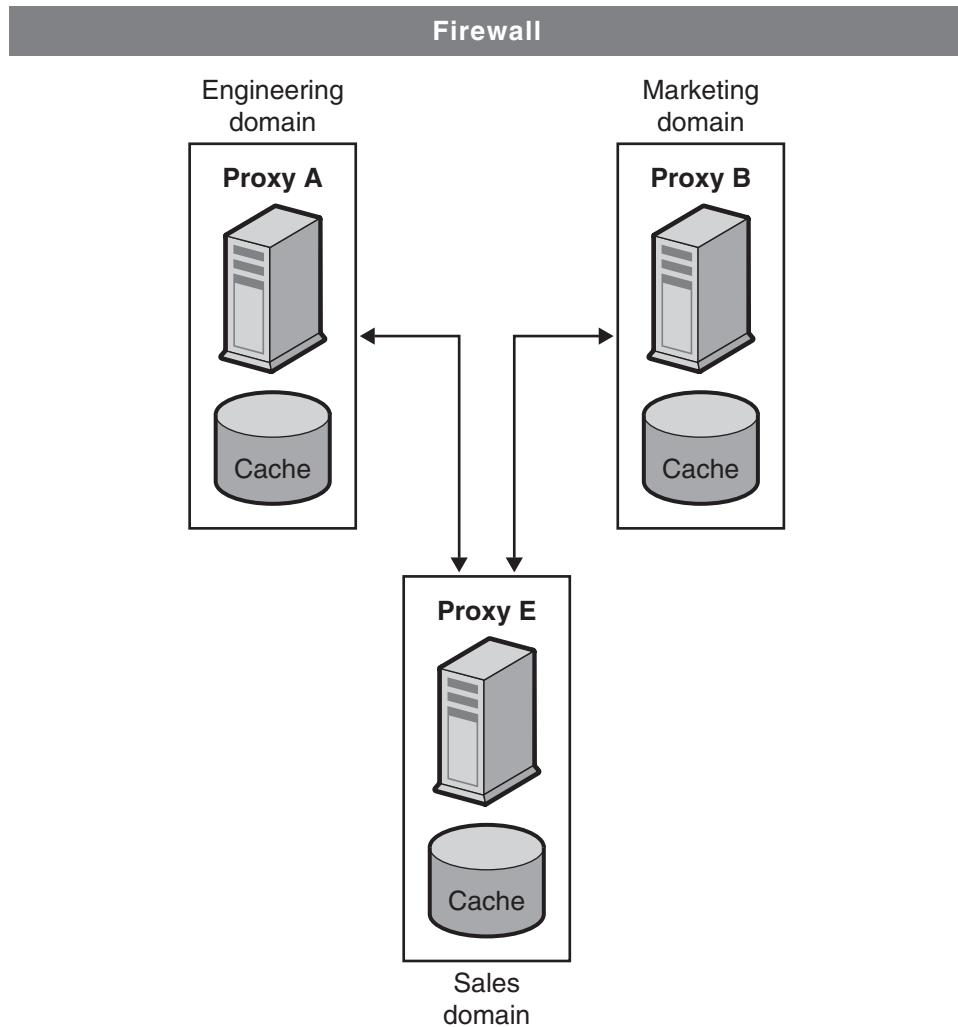 Firewall
Engineering
domain
Proxy A
Cache
Marketing
domain
Proxy B
Cache
Proxy E
Cache
Sales
domain